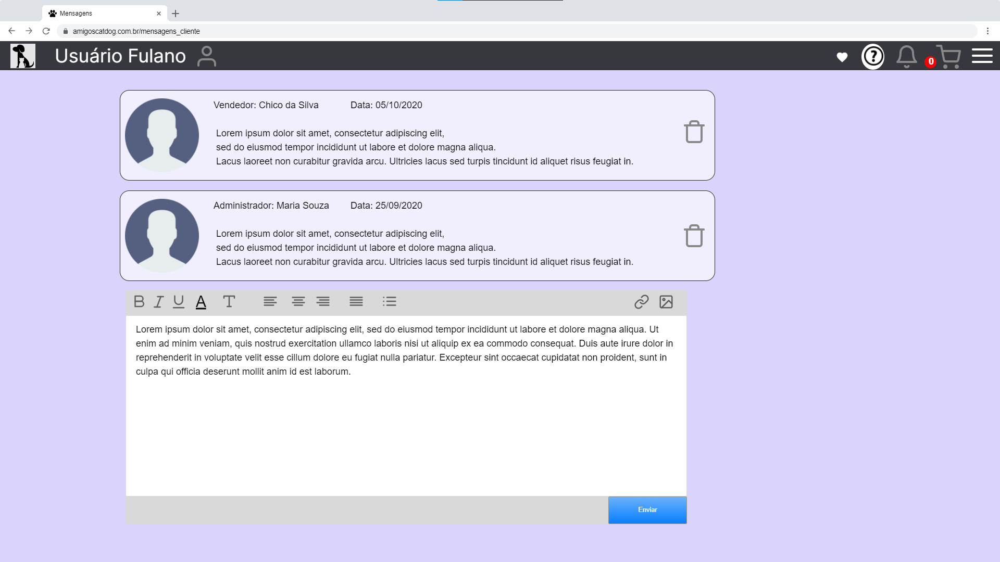 Mensagens
amigoscatdog.com.br/mensagens_cliente
Usuário Fulano
?
0
Vendedor: Chico da Silva Data: 05/10/2020
Lorem ipsum dolor sit amet, consectetur adipiscing elit,
sed do eiusmod tempor incididunt ut labore et dolore magna aliqua.
Lacus laoreet non curabitur gravida arcu. Ultricies lacus sed turpis tincidunt id aliquet risus feugiat in.
Administrador: Maria Souza Data: 25/09/2020
Lorem ipsum dolor sit amet, consectetur adipiscing elit,
sed do eiusmod tempor incididunt ut labore et dolore magna aliqua.
Lacus laoreet non curabitur gravida arcu. Ultricies lacus sed turpis tincidunt id aliquet risus feugiat in.
B I U A T
Lorem ipsum dolor sit amet, consectetur adipiscing elit, sed do eiusmod tempor incididunt ut labore et dolore magna aliqua. Ut
enim ad minim veniam, quis nostrud exercitation ullamco laboris nisi ut aliquip ex ea commodo consequat. Duis aute irure dolor in
reprehenderit in voluptate velit esse cillum dolore eu fugiat nulla pariatur. Excepteur sint occaecat cupidatat non proident, sunt in
culpa qui officia deserunt mollit anim id est laborum.
Enviar